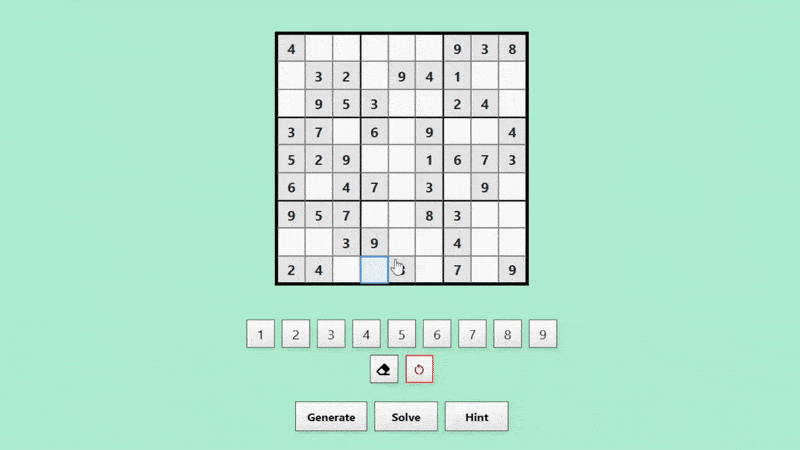 4 9 3 8
3 2 9 4 1
9 5 3 2 4
3 7 6 9 4
5 2 9 1 6 7 3
6 4 7 3 9
9 5 7 8 3
3 9 4
2 4 7 9
1 2 3 4 5 6 7 8 9
Generate Solve Hint